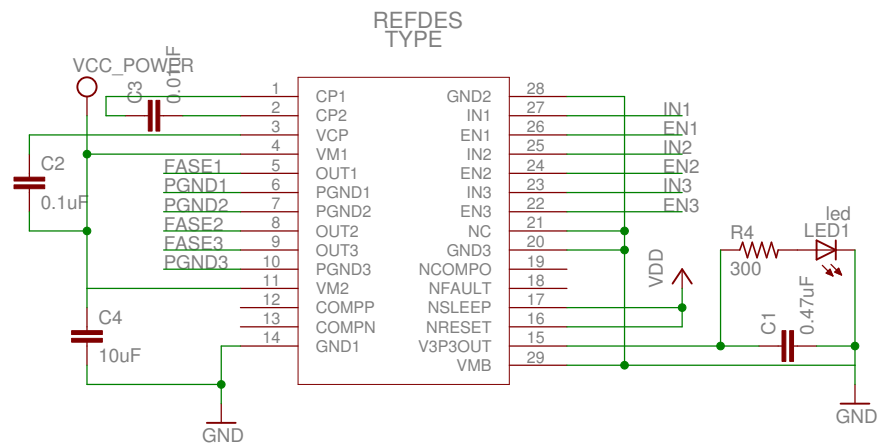 REFDES
TYPE
VCC_POWER
C3
0.01uF
1 CP1 GND2 28
2 CP2 IN1 27 IN1
3 VCP EN1 26 EN1
4 VM1 IN2 25 IN2
FASE1 5 OUT1 EN2 24 EN2
PGND1 6 PGND1 IN3 23 IN3
PGND2 7 PGND2 EN3 22 EN3
FASE2 8 OUT2 NC 21
FASE3 9 OUT3 GND3 20
PGND3 10 PGND3 NCOMPO 19
11 VM2 NFAULT 18
12 COMPP NSLEEP 17
13 COMPN NRESET 16
14 GND1 V3P3OUT 15
VMB 29
C2
0.1uF
C4
10uF
GND
VDD
led
LED1
R4
300
C1
0.47uF
GND